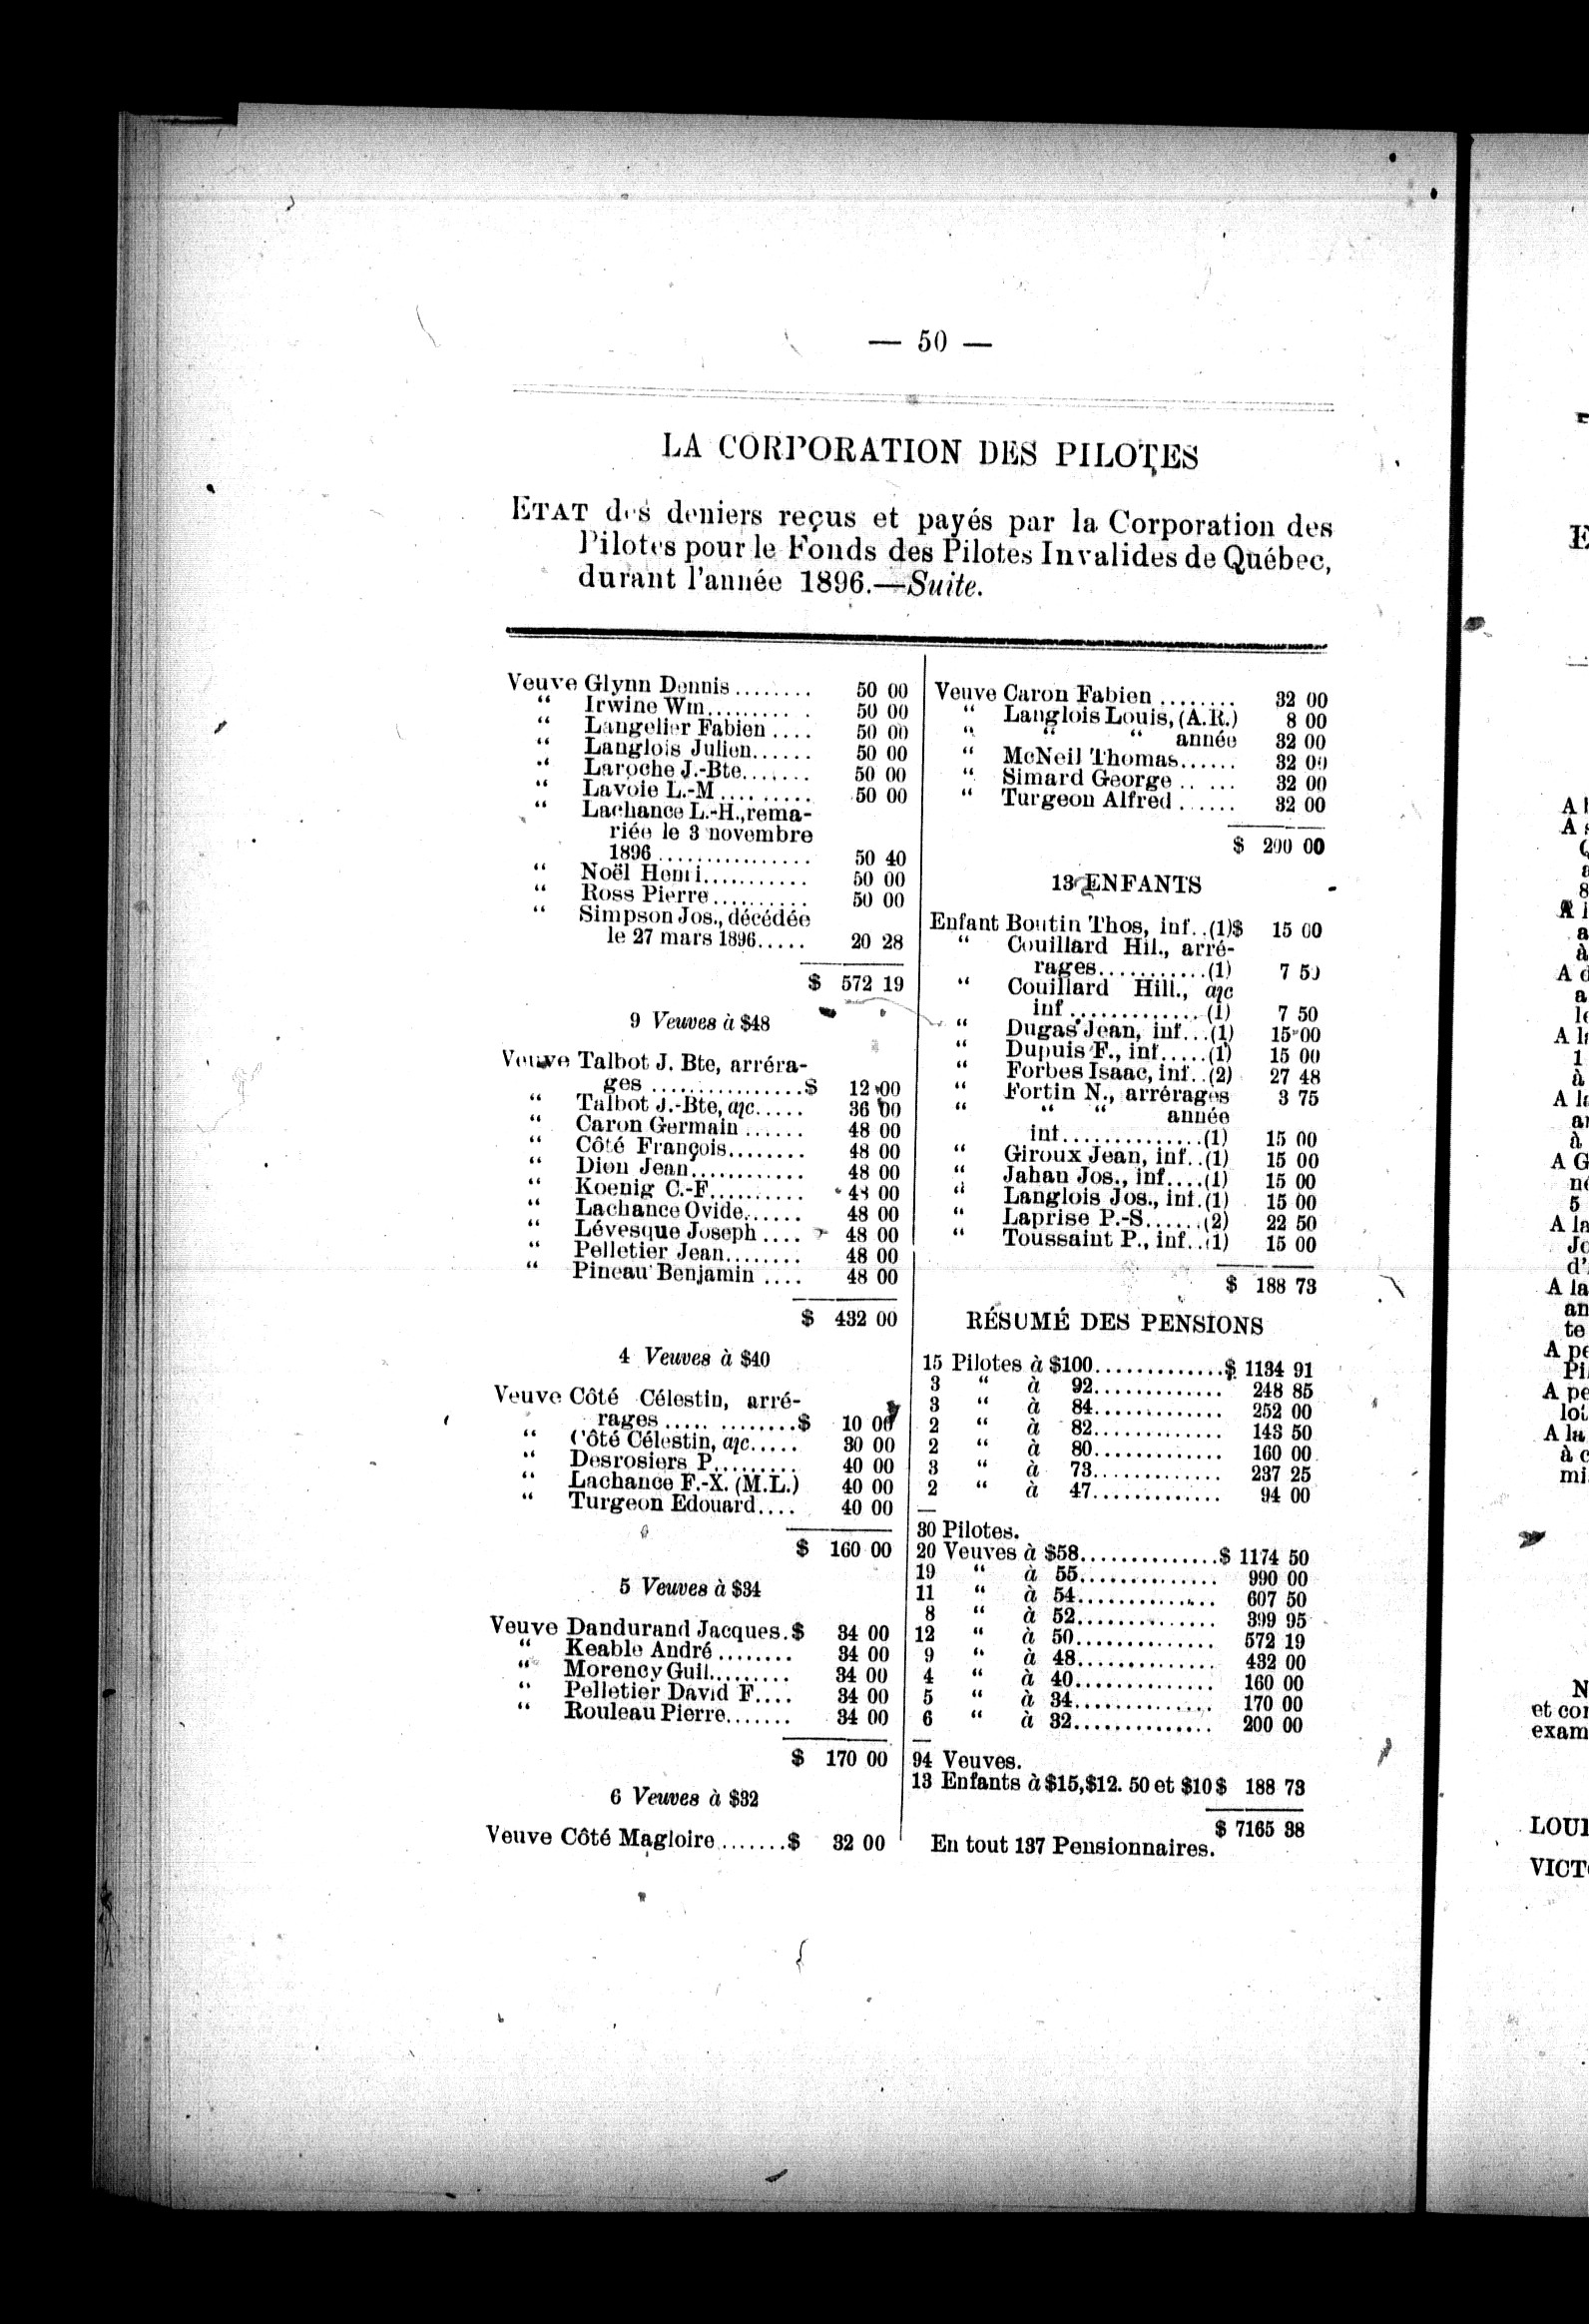 — 50 —
LA CORPORATION DES PILOTES
ETAT des deniers reçus et payés par la Corporation des
Pilotes pour le Fonds des Pilotes Invalides de Québec,
durant l'année 1896.—Suite.
Veuve Glynn Dennis ........ 50 00
“ Irwine Wm......... . 50 00
“ Langelier Fabien .... 50 00
“ Langlois Julien...... 50 00
“ Laroche J.-Bte....... 50 00
“ Lavoie L.-M ......... 50 00
“ Lachance L.-H.,rema-
riée le 3 novembre
1896 ................ 50 40
“ Noël Henri........... 50 00
“ Ross Pierre.......... 50 00
“ Simpson Jos., décédée
le 27 mars 1896..... 20 28
$ 572 19
9 Veuves à $48
Veuve Talbot J. Bte, arréra-
ges ................$ 12 00
“ Talbot J.-Bte, a/c..... 36 00
“ Caron Germain ...... 48 00
“ Côté François........ 48 00
“ Dion Jean............ 48 00
“ Koenig C.-F.......... 48 00
“ Lachance Ovide...... 48 00
“ Lévesque Joseph .... 48 00
“ Pelletier Jean........ 48 00
“ Pineau Benjamin .... 48 00
$ 432 00
4 Veuves à $40
Veuve Côté Célestin, arré-
rages ..... ........$ 10 00
“ Côté Célestin, a/c..... 30 00
“ Desrosiers P......... 40 00
“ Lachance F.-X. (M.L.) 40 00
“ Turgeon Edouard.... 40 00
$ 160 00
5 Veuves à $34
Veuve Dandurand Jacques.$ 34 00
“ Keable André ........ 34 00
“ Morency Guil......... 34 00
“ Pelletier David F.... 34 00
“ Rouleau Pierre....... 34 00
$ 170 00
6 Veuves à $32
Veuve Côté Magloire.......$ 32 00
Veuve Caron Fabien ........ 32 00
“ Langlois Louis, (A.R.) 8 00
“ “ “ année 32 00
“ McNeil Thomas...... 32 00
“ Simard George .. ... 32 00
“ Turgeon Alfred ...... 32 00
$ 200 00
13 ENFANTS
Enfant Boutin Thos, inf. .(1)$ 15 00
“ Couillard Hil., arré-
rages...........(1) 7 50
“ Couillard Hill., a/c
inf .............(1) 7 50
“ Dugas Jean, inf...(1) 15 00
“ Dupuis F., inf.....(1) 15 00
“ Forbes Isaac, inf. .(2) 27 48
“ Fortin N., arrérages 3 75
“ “ “ année
inf..............(1) 15 00
“ Giroux Jean, inf. .(1) 15 00
“ Jahan Jos., inf....(1) 15 00
“ Langlois Jos., inf.(1) 15 00
“ Laprise P.-S......(2) 22 50
“ Toussaint P., inf. .(1) 15 00
$ 188 73
RÉSUMÉ DES PENSIONS
15 Pilotes à $100.............$ 1134 91
3 “ à 92............. 248 85
3 “ à 84............. 252 00
2 “ à 82............. 143 50
2 “ à 80............. 160 00
3 “ à 73............. 237 25
2 “ à 47............. 94 00
30 Pilotes.
20 Veuves à $58..............$ 1174 50
19 “ à 55.............. 990 00
11 “ à 54.............. 607 50
8 “ à 52.............. 399 95
12 “ à 50.............. 572 19
9 “ à 48.............. 432 00
4 “ à 40.............. 160 00
5 “ à 34.............. 170 00
6 “ à 32.............. 200 00
94 Veuves.
13 Enfants à $15,$12. 50 et $10$ 188 73
$ 7165 38
En tout 137 Pensionnaires.
N
et con
exam
LOUI
VICT